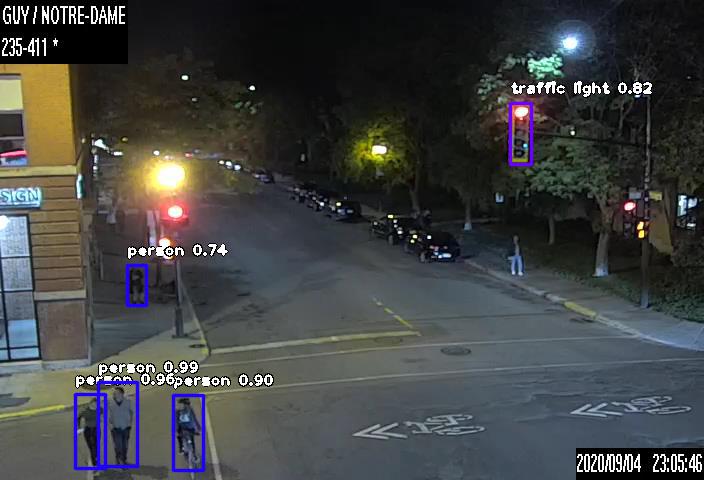 GUY / NOTRE-DAME
235-411 *
traffic light 0.82
SIGN
person 0.74
person 0.99
person 0.96
person 0.90
2020/09/04 23:05:46